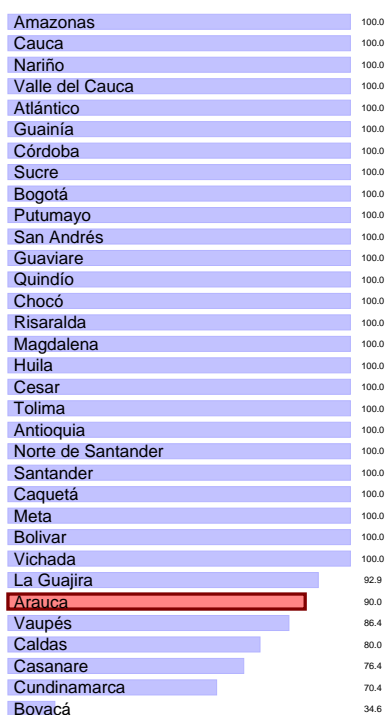 Amazonas 100.0
Cauca 100.0
Nariño 100.0
Valle del Cauca 100.0
Atlántico 100.0
Guainía 100.0
Córdoba 100.0
Sucre 100.0
Bogotá 100.0
Putumayo 100.0
San Andrés 100.0
Guaviare 100.0
Quindío 100.0
Chocó 100.0
Risaralda 100.0
Magdalena 100.0
Huila 100.0
Cesar 100.0
Tolima 100.0
Antioquia 100.0
Norte de Santander 100.0
Santander 100.0
Caquetá 100.0
Meta 100.0
Bolivar 100.0
Vichada 100.0
La Guajira 92.9
Arauca 90.0
Vaupés 86.4
Caldas 80.0
Casanare 76.4
Cundinamarca 70.4
Boyacá 34.6